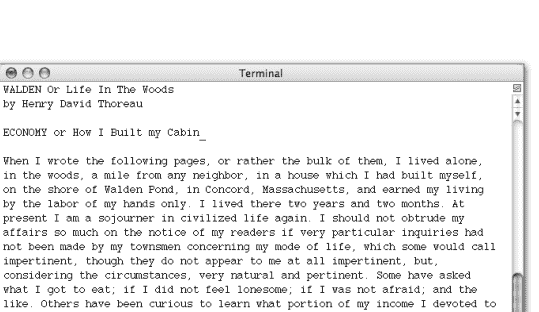 Terminal
WALDEN Or Life In The Woods
by Henry David Thoreau
ECONOMY or How I Built my Cabin_
When I wrote the following pages, or rather the bulk of them, I lived alone,
in the woods, a mile from any neighbor, in a house which I had built myself,
on the shore of Walden Pond, in Concord, Massachusetts, and earned my living
by the labor of my hands only. I lived there two years and two months. At
present I am a sojourner in civilized life again. I should not obtrude my
affairs so much on the notice of my readers if very particular inquiries had
not been made by my townsmen concerning my mode of life, which some would call
impertinent, though they do not appear to me at all impertinent, but,
considering the circumstances, very natural and pertinent. Some have asked
what I got to eat; if I did not feel lonesome; if I was not afraid; and the
like. Others have been curious to learn what portion of my income I devoted to